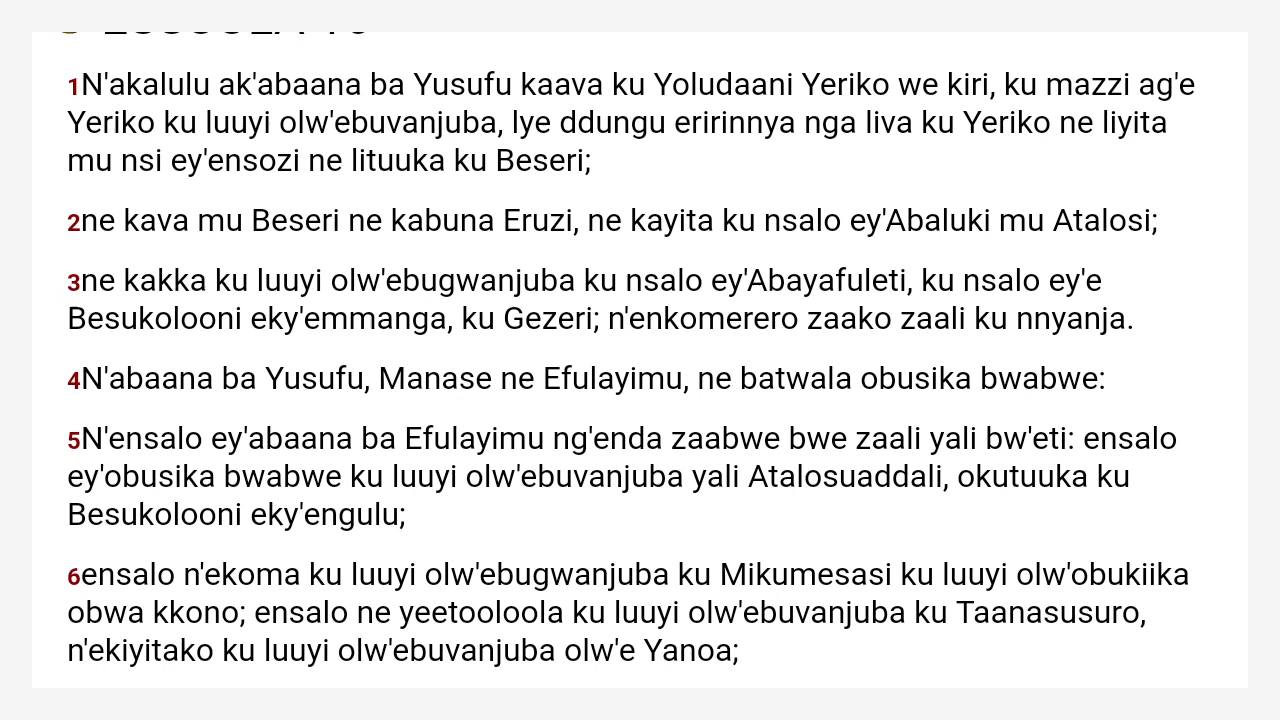 1N'akalulu ak'abaana ba Yusufu kaava ku Yoludaani Yeriko we kiri, ku mazzi ag'e
Yeriko ku luuyi olw'ebuvanjuba, lye ddungu eririnnya nga liva ku Yeriko ne liyita
mu nsi ey'ensozi ne lituuka ku Beseri;
2ne kava mu Beseri ne kabuna Eruzi, ne kayita ku nsalo ey'Abaluki mu Atalosi;
3ne kakka ku luuyi olw'ebugwanjuba ku nsalo ey'Abayafuleti, ku nsalo ey'e
Besukolooni eky'emmanga, ku Gezeri; n'enkomerero zaako zaali ku nnyanja.
4N'abaana ba Yusufu, Manase ne Efulayimu, ne batwala obusika bwabwe:
5N'ensalo ey'abaana ba Efulayimu ng'enda zaabwe bwe zaali yali bw'eti: ensalo
ey'obusika bwabwe ku luuyi olw'ebuvanjuba yali Atalosuaddali, okutuuka ku
Besukolooni eky'engulu;
6ensalo n'ekoma ku luuyi olw'ebugwanjuba ku Mikumesasi ku luuyi olw'obukiika
obwa kkono; ensalo ne yeetooloola ku luuyi olw'ebuvanjuba ku Taanasusuro,
n'ekiyitako ku luuyi olw'ebuvanjuba olw'e Yanoa;